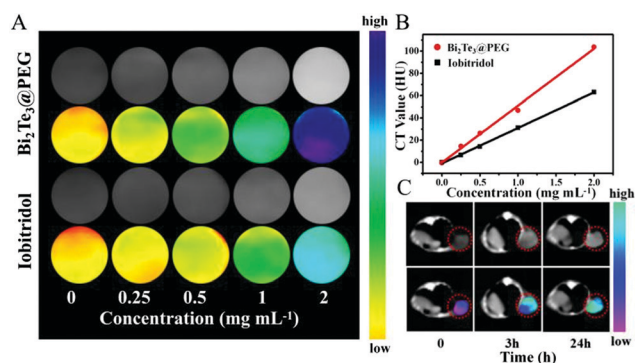 A
high
Bi₂Te₃@PEG
Iobitridol
0 0.25 0.5 1 2
Concentration (mg mL⁻¹)
low
B
CT Value (HU)
100
80
60
40
20
0
Bi₂Te₃@PEG
Iobitridol
0.0 0.5 1.0 1.5 2.0
Concentration (mg mL⁻¹)
C
high
0 3h 24h
Time (h)
low